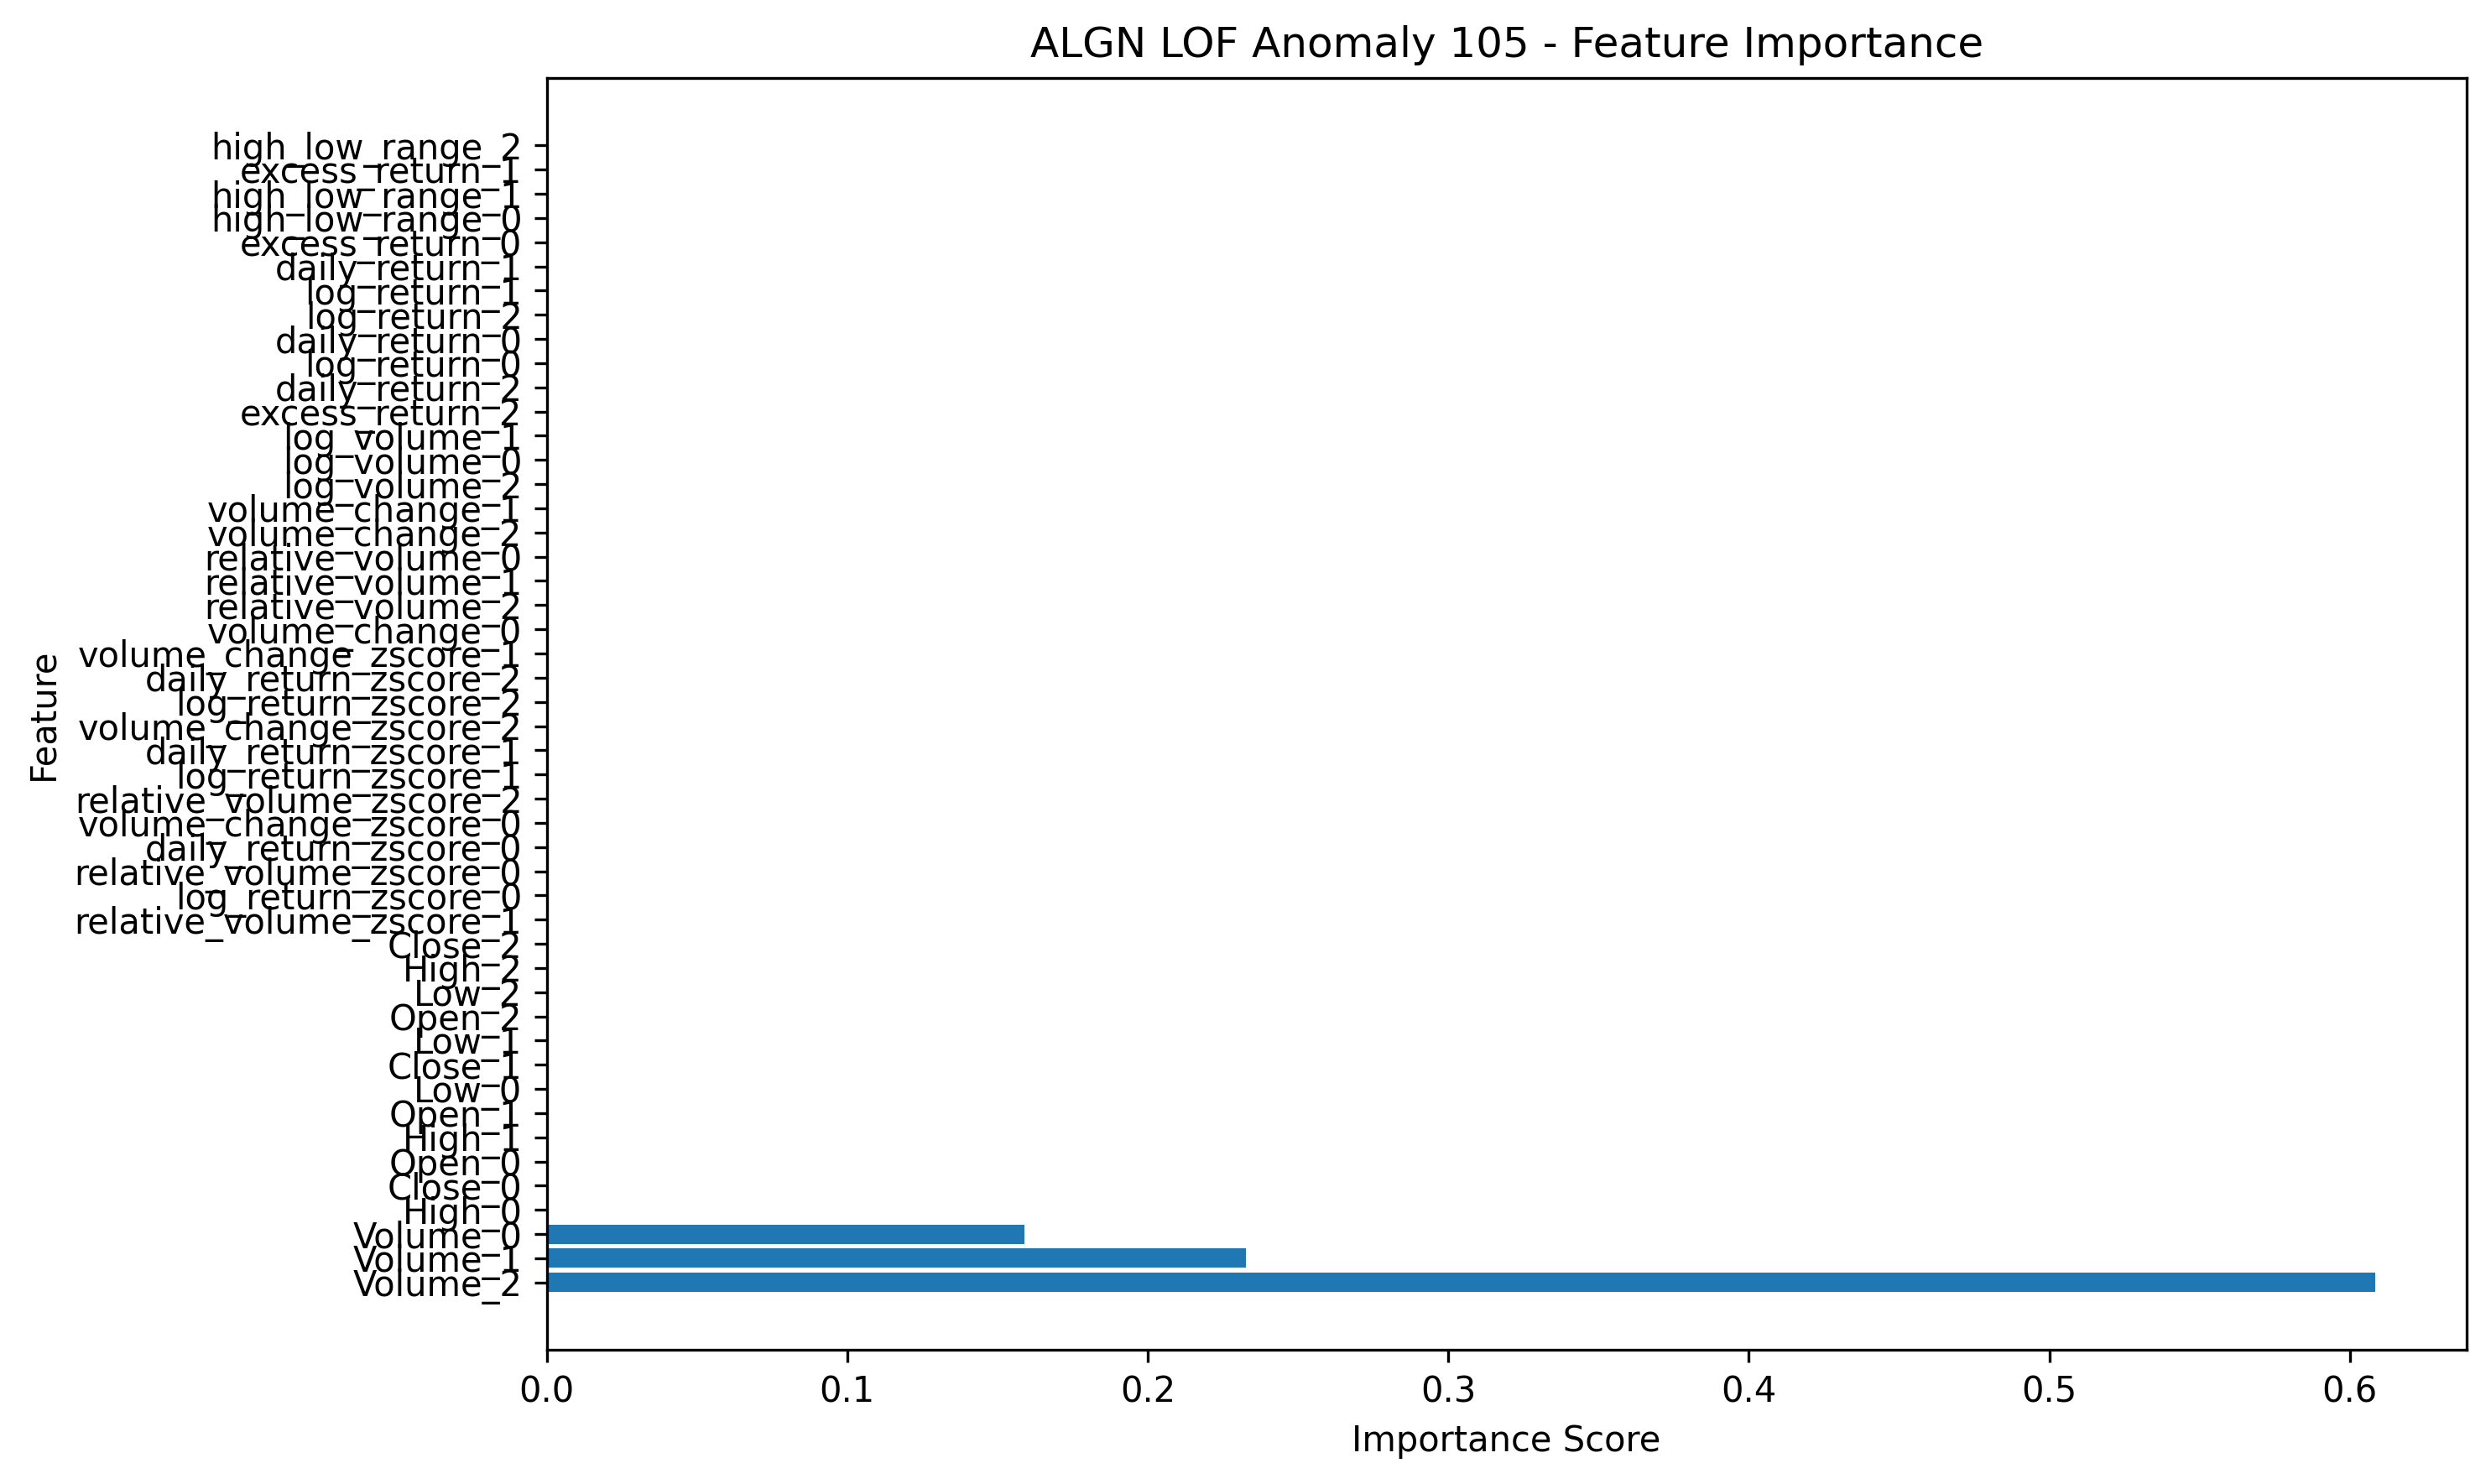 ALGN LOF Anomaly 105 - Feature Importance
high_low_range_2
excess_return_1
high_low_range_1
high_low_range_0
excess_return_0
daily_return_1
log_return_1
log_return_2
daily_return_0
log_return_0
daily_return_2
excess_return_2
log_volume_1
log_volume_0
log_volume_2
volume_change_1
volume_change_2
relative_volume_0
relative_volume_1
relative_volume_2
volume_change_0
volume_change_zscore_1
daily_return_zscore_2
log_return_zscore_2
volume_change_zscore_2
daily_return_zscore_1
log_return_zscore_1
relative_volume_zscore_2
volume_change_zscore_0
daily_return_zscore_0
relative_volume_zscore_0
log_return_zscore_0
relative_volume_zscore_1
Close_2
High_2
Low_2
Open_2
Low_1
Close_1
Low_0
Open_1
High_1
Open_0
Close_0
High_0
Volume_0
Volume_1
Volume_2
Feature
0.0 0.1 0.2 0.3 0.4 0.5 0.6
Importance Score